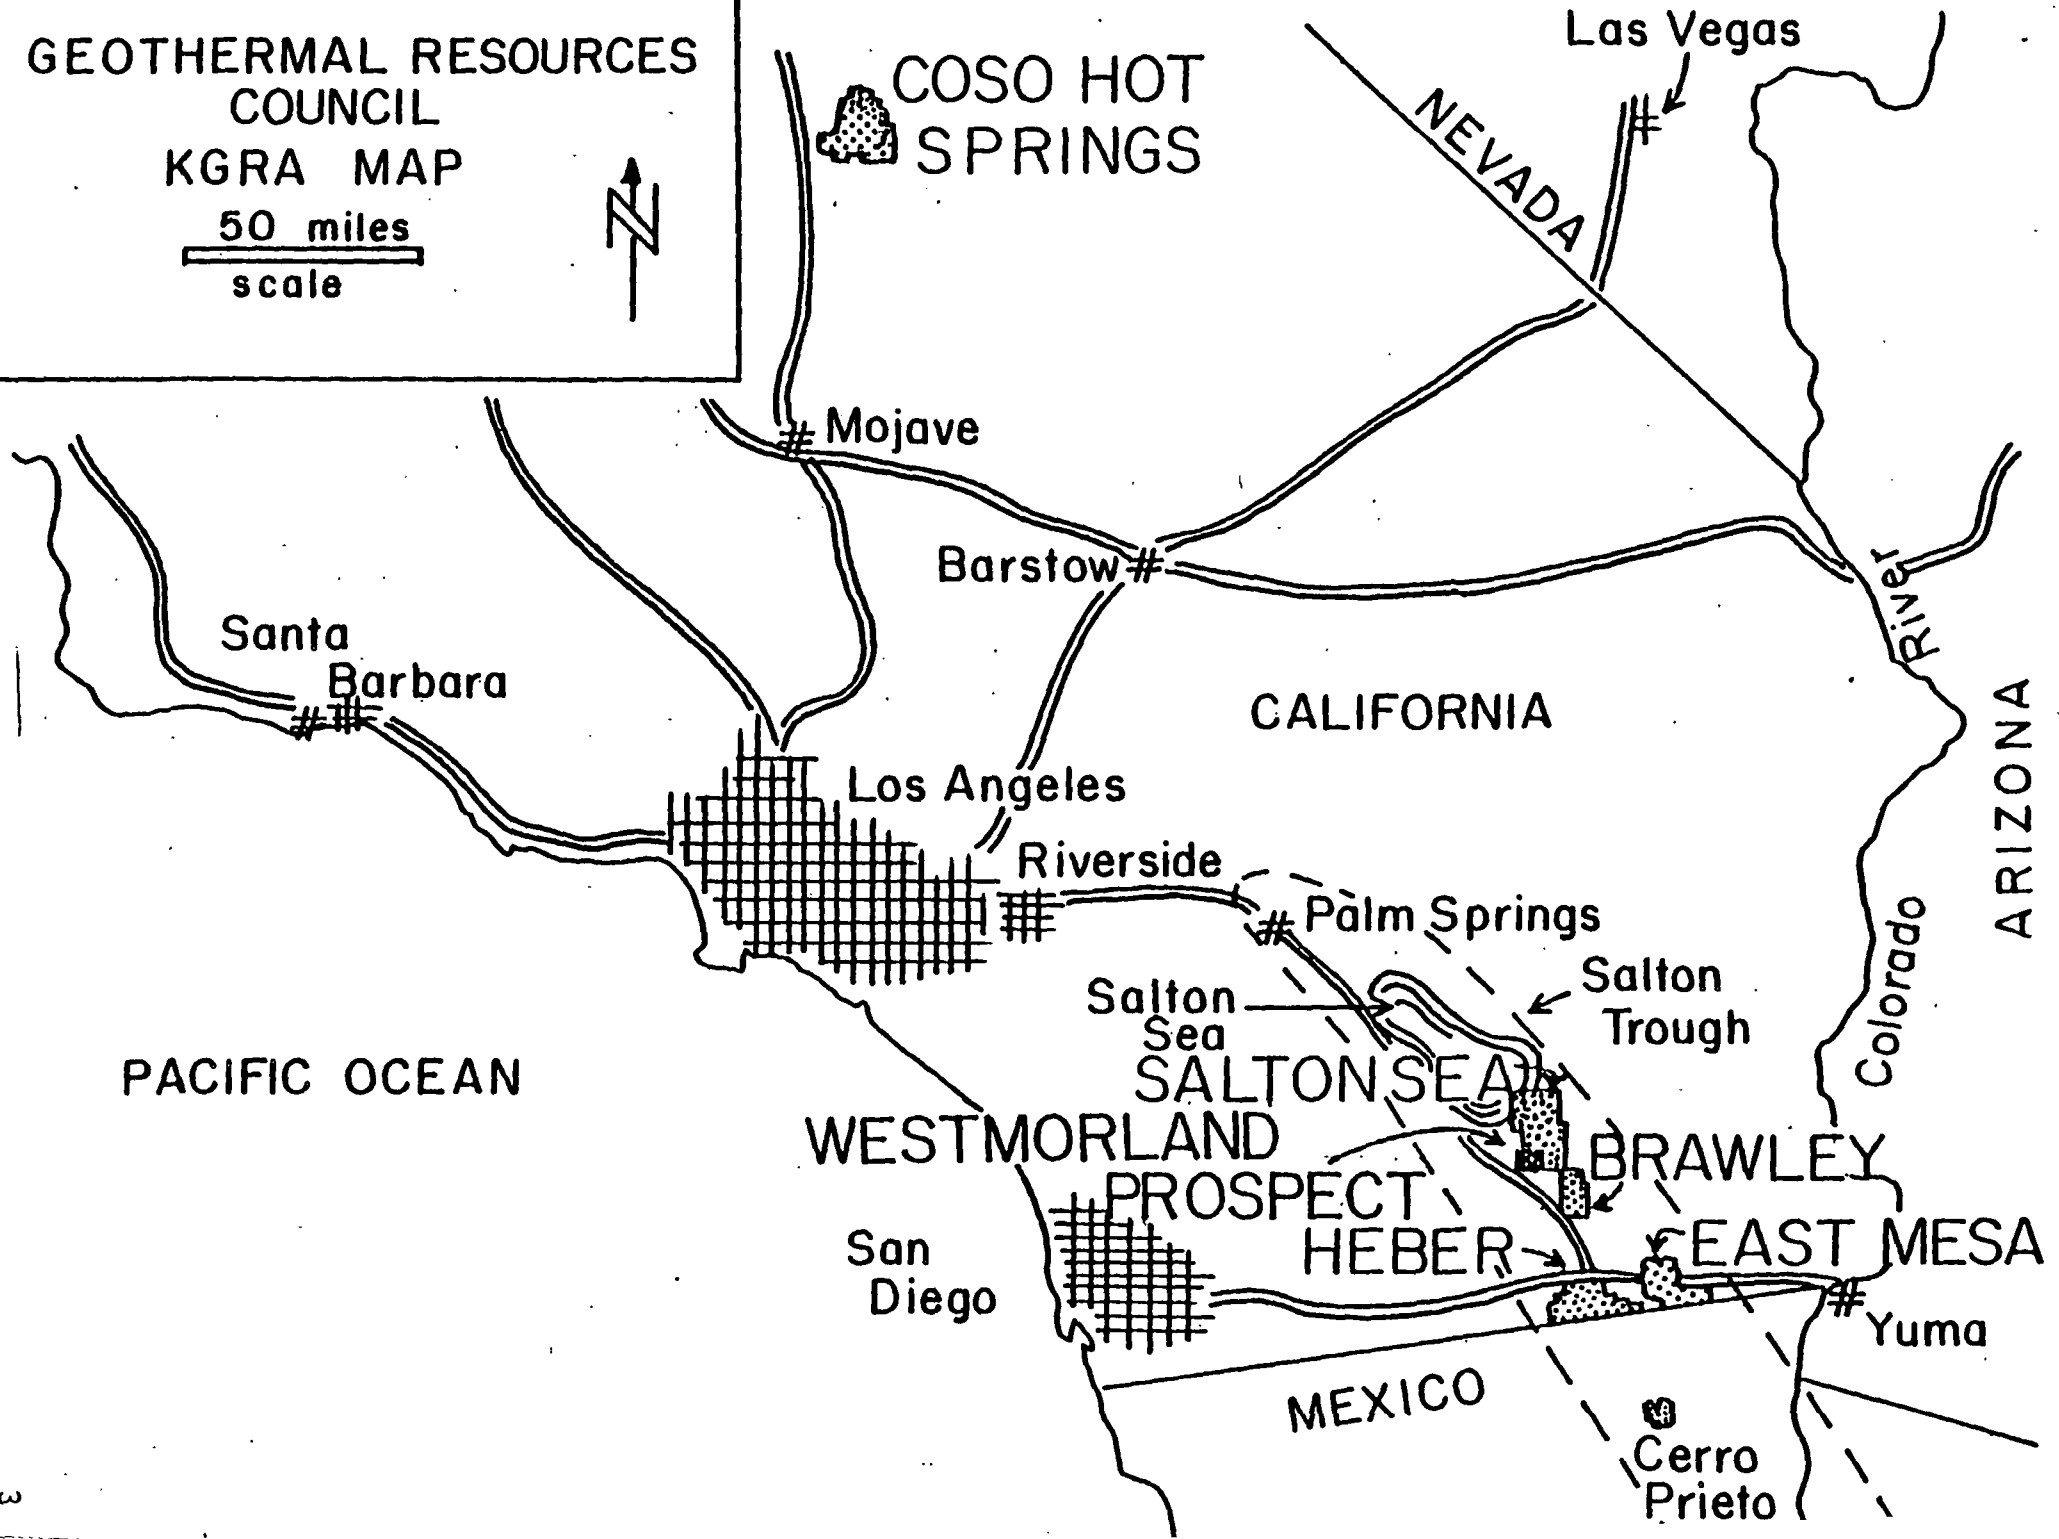 GEOTHERMAL RESOURCES
COUNCIL
KGRA MAP
50 miles
scale
N
COSO HOT
SPRINGS
Las Vegas
NEVADA
Mojave
Barstow
Santa
Barbara
CALIFORNIA
River
ARIZONA
Los Angeles
Riverside
Palm Springs
Salton
Sea
Salton
Trough
Colorado
PACIFIC OCEAN
SALTON SEA
WESTMORLAND
PROSPECT
BRAWLEY
HEBER
EAST MESA
San
Diego
Yuma
MEXICO
Cerro
Prieto
3